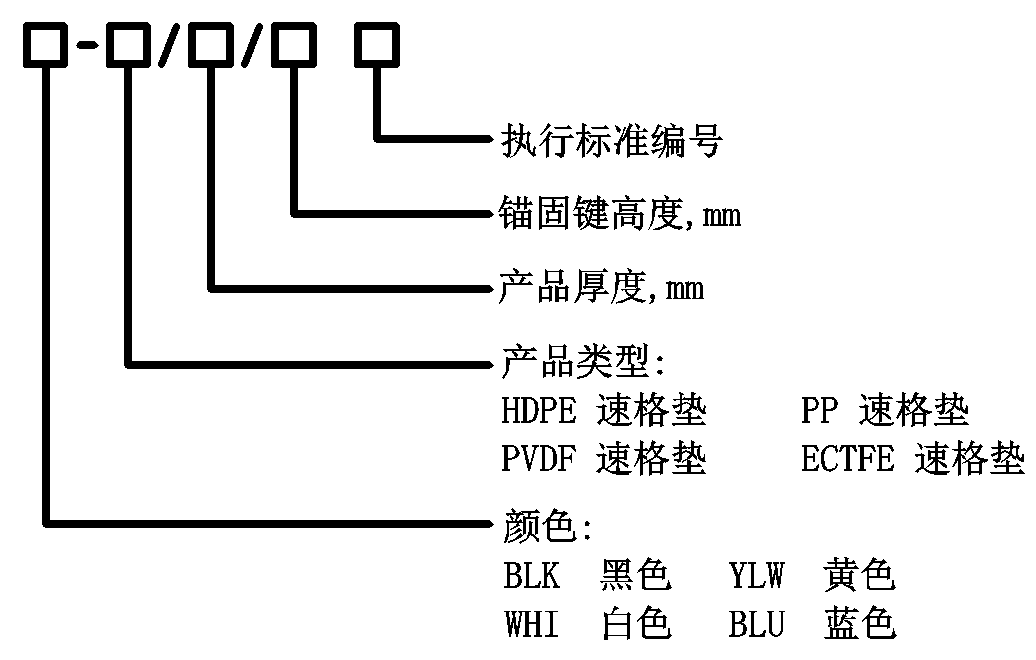 □-□/□/□ □
执行标准编号
锚固键高度,mm
产品厚度,mm
产品类型:
HDPE 速格垫 PP 速格垫
PVDF 速格垫 ECTFE 速格垫
颜色:
BLK 黑色 YLW 黄色
WHI 白色 BLU 蓝色